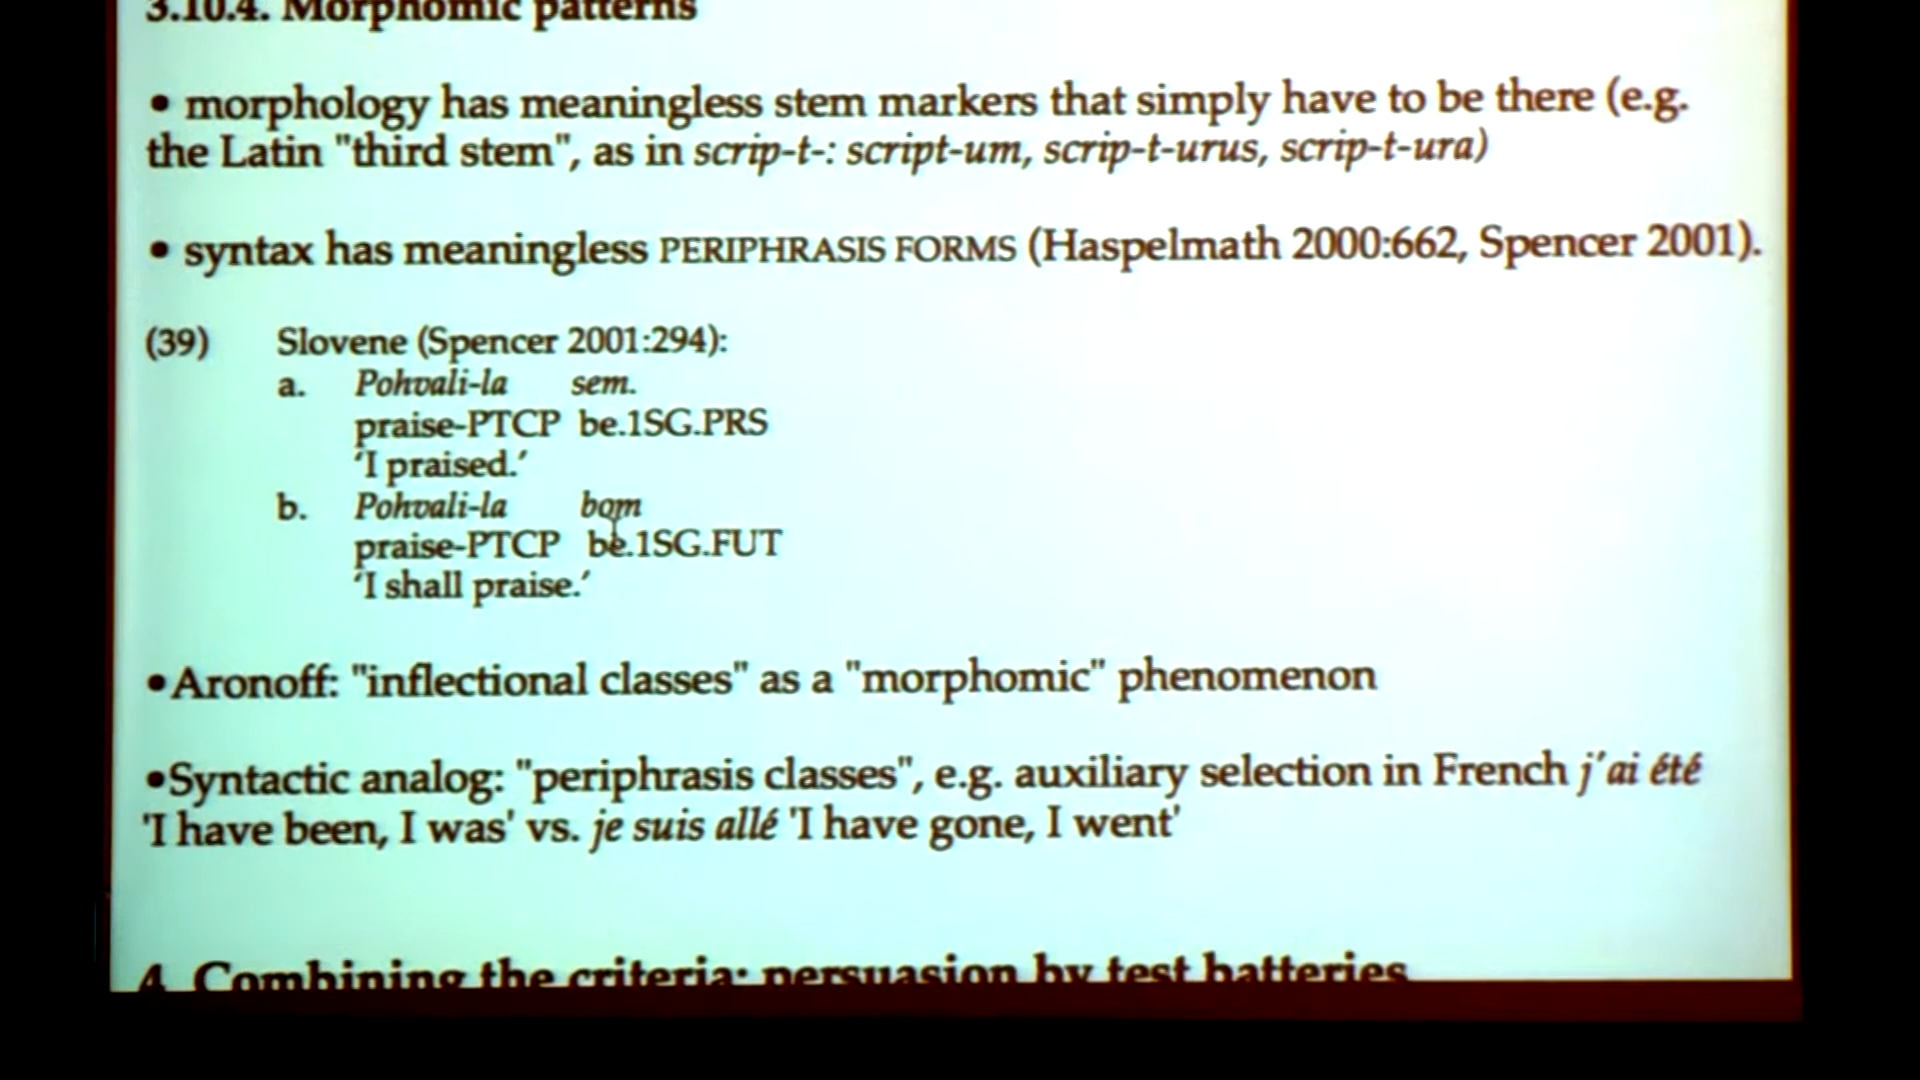 3.10.4. Morphomic patterns
• morphology has meaningless stem markers that simply have to be there (e.g.
the Latin "third stem", as in scrip-t-: script-um, scrip-t-urus, scrip-t-ura)
• syntax has meaningless PERIPHRASIS FORMS (Haspelmath 2000:662, Spencer 2001).
(39) Slovene (Spencer 2001:294):
a. Pohvali-la sem.
praise-PTCP be.1SG.PRS
‘I praised.’
b. Pohvali-la bom
praise-PTCP be.1SG.FUT
‘I shall praise.’
•Aronoff: "inflectional classes" as a "morphomic" phenomenon
•Syntactic analog: "periphrasis classes", e.g. auxiliary selection in French j’ai été
'I have been, I was' vs. je suis allé 'I have gone, I went'
4. Combining the criteria: persuasion by test batteries